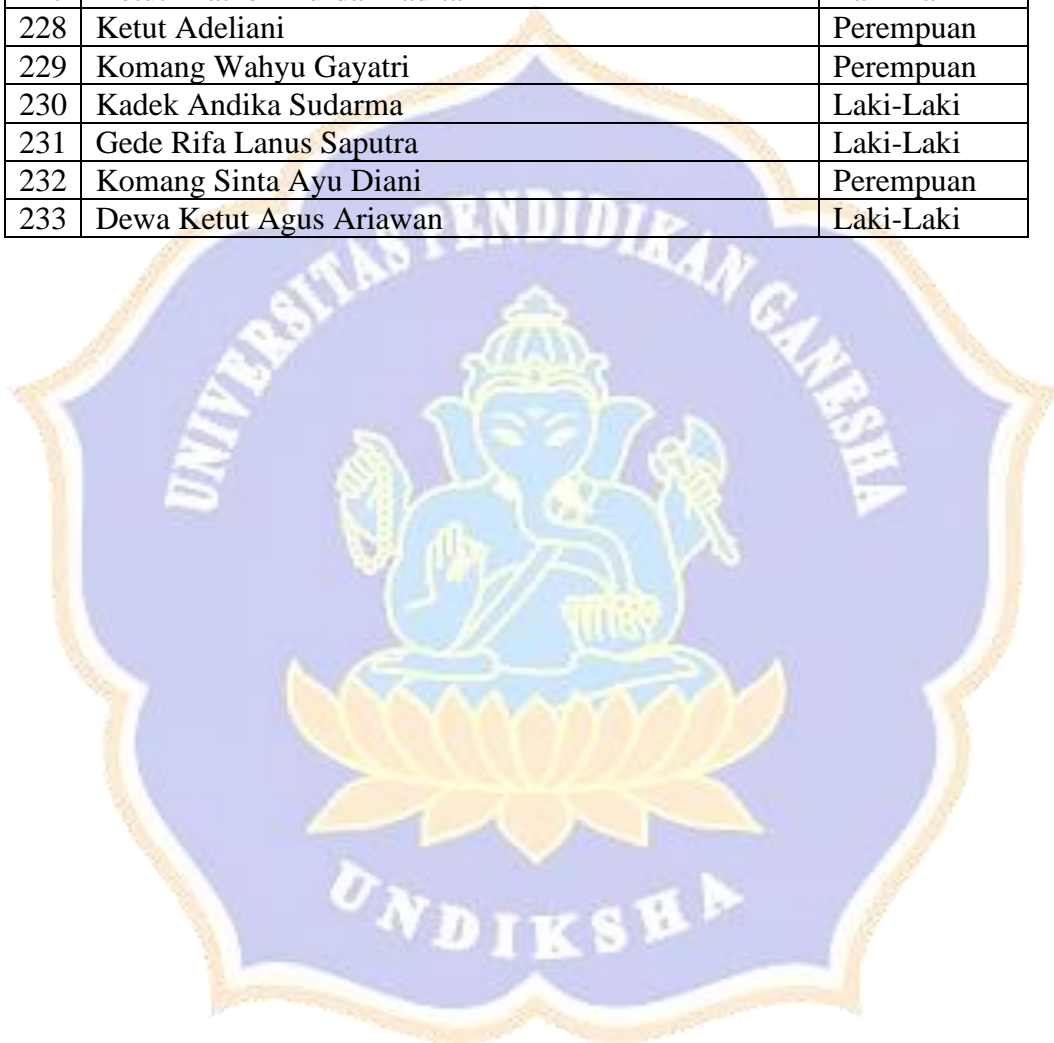 228 Ketut Adeliani Perempuan
229 Komang Wahyu Gayatri Perempuan
230 Kadek Andika Sudarma Laki-Laki
231 Gede Rifa Lanus Saputra Laki-Laki
232 Komang Sinta Ayu Diani Perempuan
233 Dewa Ketut Agus Ariawan Laki-Laki
UNIVERSITAS PENDIDIKAN GANESHA
UNDIKSHA